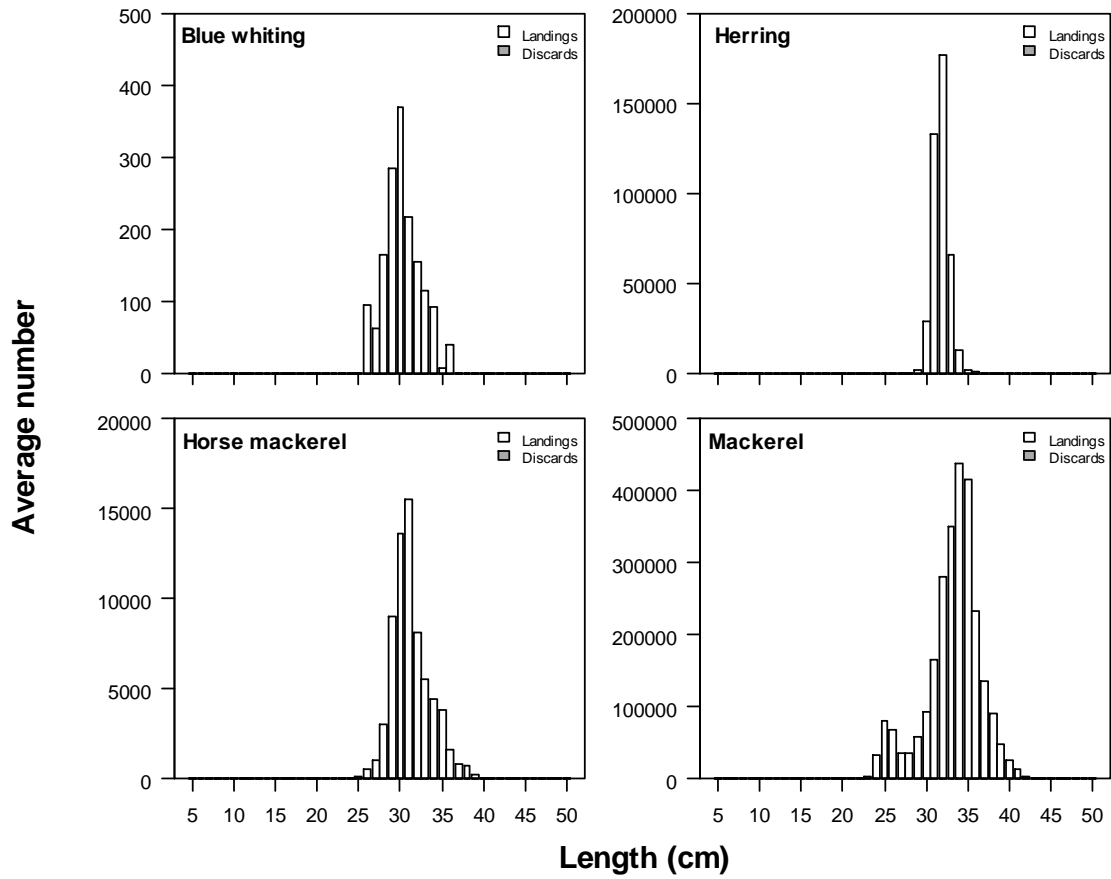 Average number
Blue whiting
Landings
Discards
500
400
300
200
100
0
Herring
Landings
Discards
200000
150000
100000
50000
0
5 10 15 20 25 30 35 40 45 50
Horse mackerel
Landings
Discards
20000
15000
10000
5000
0
5 10 15 20 25 30 35 40 45 50
Mackerel
Landings
Discards
500000
400000
300000
200000
100000
0
Length (cm)